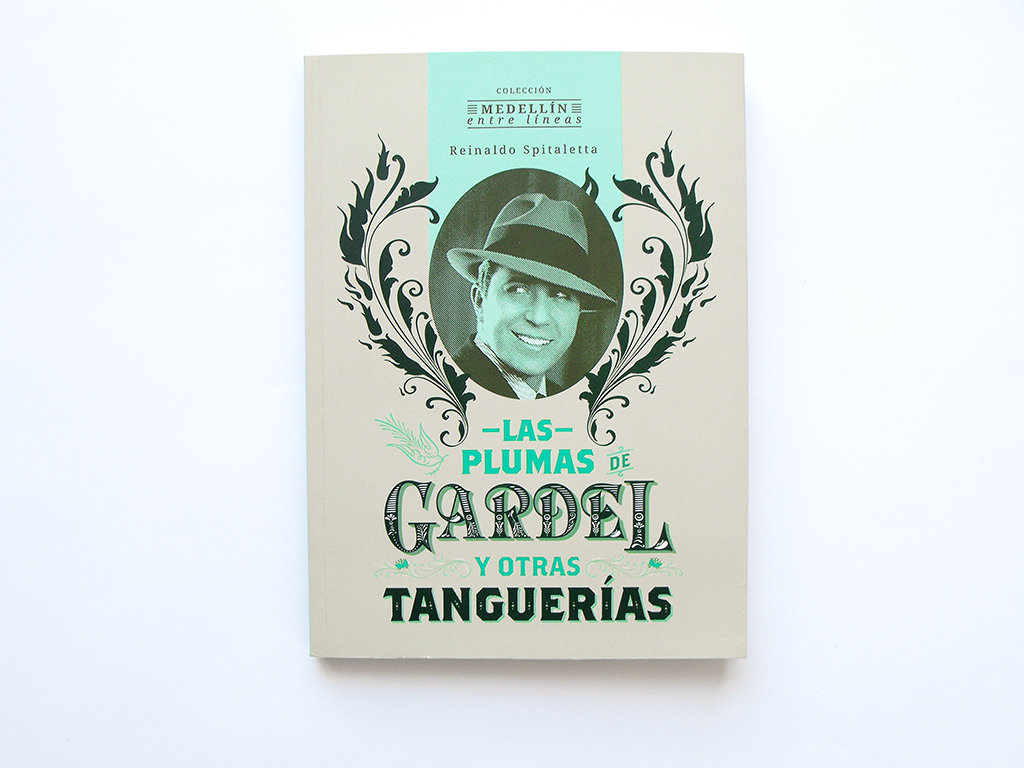 COLECCIÓN
MEDELLÍN
entre líneas
Reinaldo Spitaletta
—LAS—
PLUMAS DE
GARDEL
Y OTRAS
TANGUERÍAS